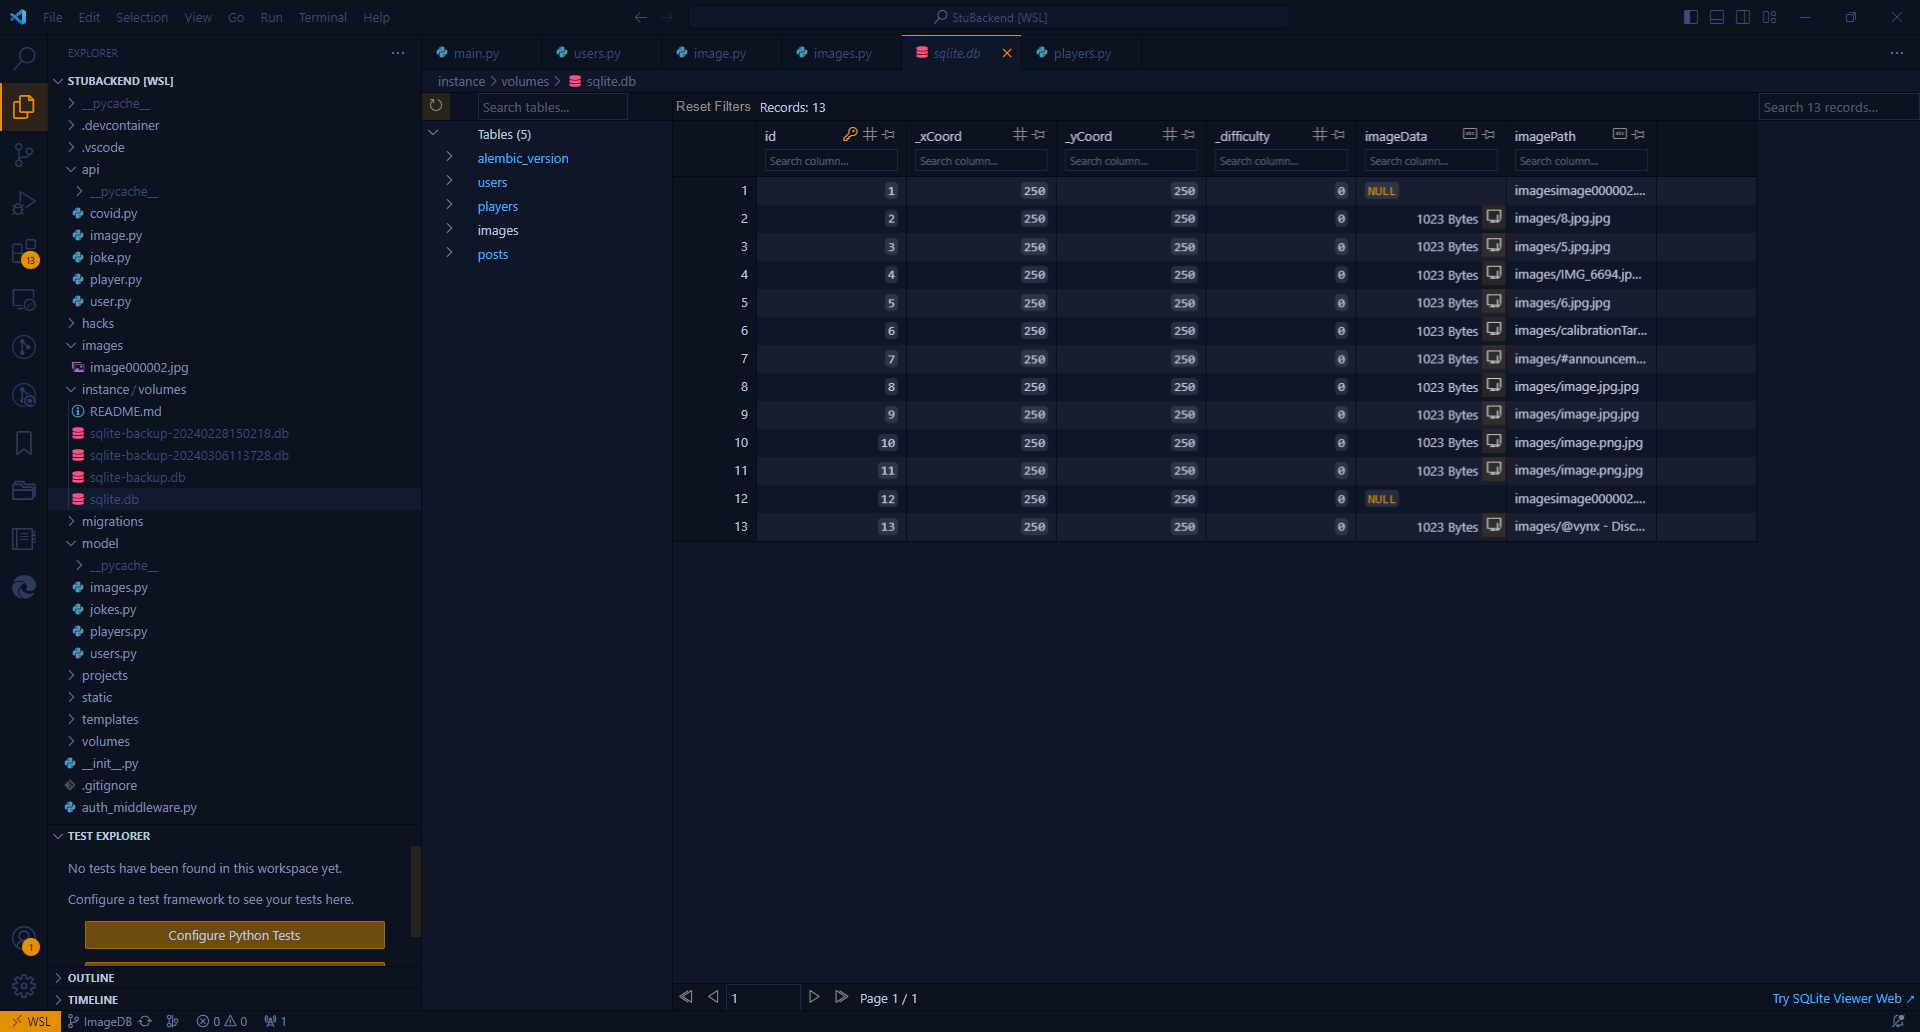 File Edit Selection View Go Run Terminal Help
StuBackend [WSL]
EXPLORER
STUBACKEND [WSL]
__pycache__
.devcontainer
.vscode
api
__pycache__
covid.py
image.py
joke.py
player.py
user.py
hacks
images
image000002.jpg
instance / volumes
README.md
sqlite-backup-20240228150218.db
sqlite-backup-20240306113728.db
sqlite-backup.db
sqlite.db
migrations
model
__pycache__
images.py
jokes.py
players.py
users.py
projects
static
templates
volumes
__init__.py
.gitignore
auth_middleware.py
TEST EXPLORER
No tests have been found in this workspace yet.
Configure a test framework to see your tests here.
Configure Python Tests
OUTLINE
TIMELINE
13
1
main.py users.py image.py images.py sqlite.db players.py
instance > volumes > sqlite.db
Search tables...
Tables (5)
alembic_version
users
players
images
posts
Reset Filters Records: 13 Search 13 records...
id _xCoord _yCoord _difficulty imageData imagePath
Search column... Search column... Search column... Search column... Search column... Search column...
1 1 250 250 0 NULL imagesimage000002....
2 2 250 250 0 1023 Bytes images/8.jpg.jpg
3 3 250 250 0 1023 Bytes images/5.jpg.jpg
4 4 250 250 0 1023 Bytes images/IMG_6694.jp...
5 5 250 250 0 1023 Bytes images/6.jpg.jpg
6 6 250 250 0 1023 Bytes images/calibrationTar...
7 7 250 250 0 1023 Bytes images/#announcem...
8 8 250 250 0 1023 Bytes images/image.jpg.jpg
9 9 250 250 0 1023 Bytes images/image.jpg.jpg
10 10 250 250 0 1023 Bytes images/image.png.jpg
11 11 250 250 0 1023 Bytes images/image.png.jpg
12 12 250 250 0 NULL imagesimage000002....
13 13 250 250 0 1023 Bytes images/@vynx - Disc...
1 Page 1 / 1
Try SQLite Viewer Web ↗
WSL ImageDB 0 0 1